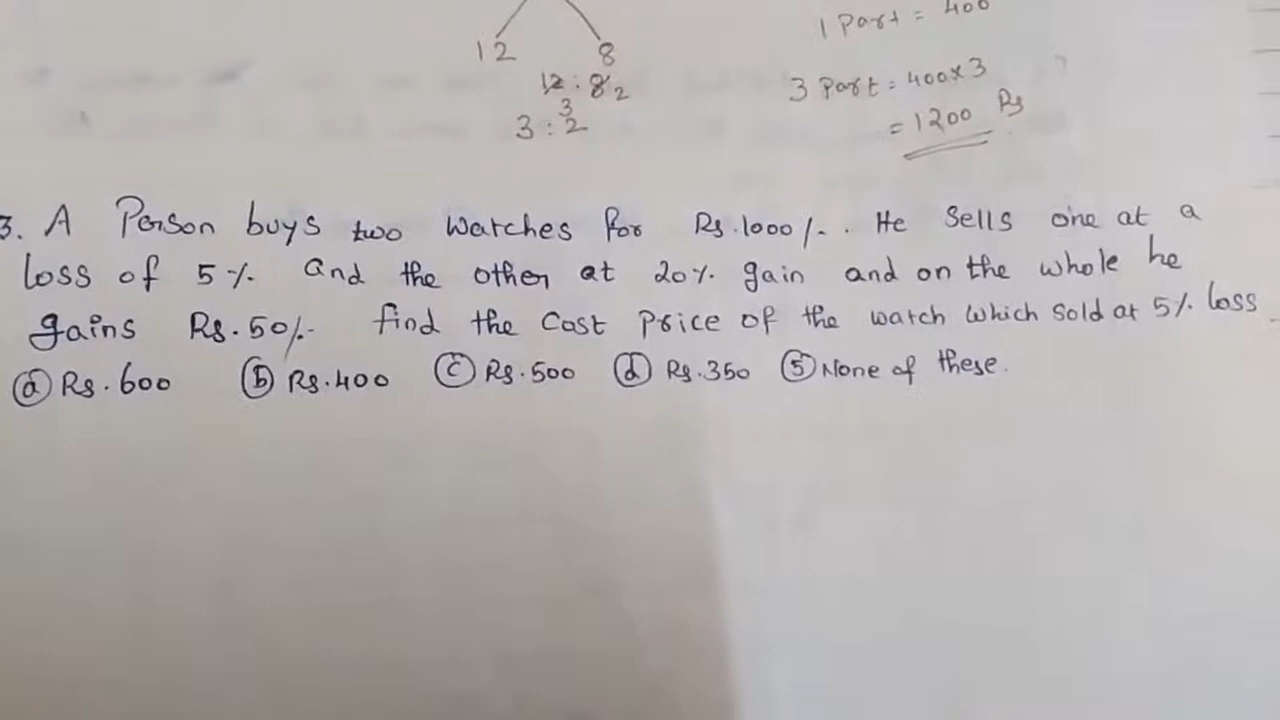 1 Part = 400
12 8
12 : 8 2
3
3 : 2
3 Part = 400x3
= 1200 Rs
3. A Person buys two watches for Rs.1000/-. He Sells one at a
loss of 5% and the other at 20% gain and on the whole he
gains Rs.50/- find the Cost Price of the watch which sold at 5% loss
ⓐ Rs.600 ⓑ Rs.400 ⓒ Rs.500 ⓓ Rs.350 ⑤ None of these.